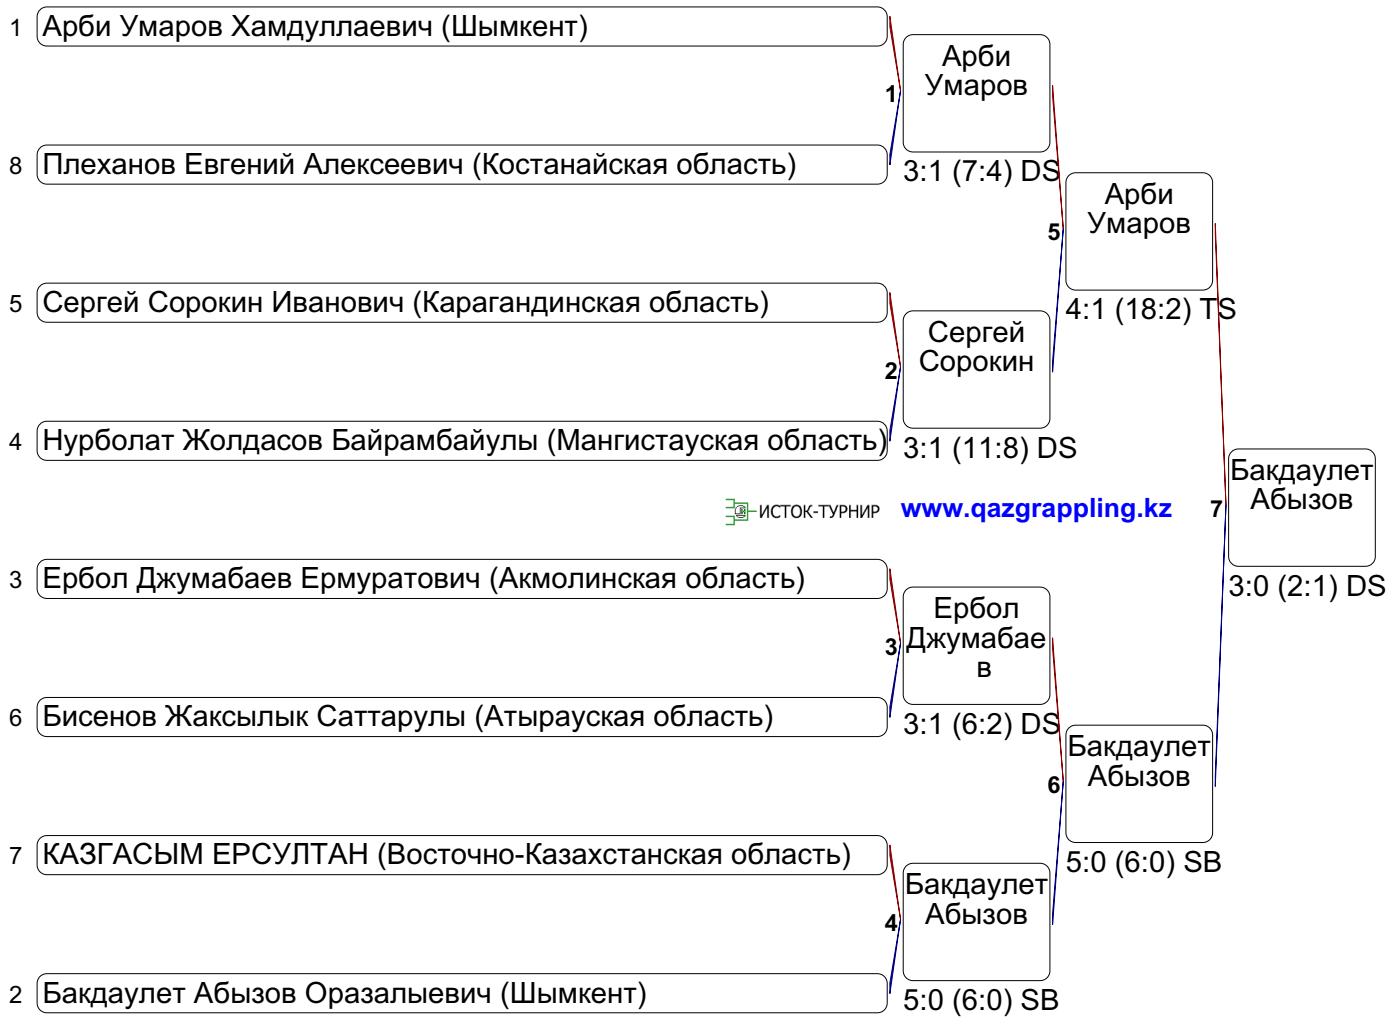 1 Арби Умаров Хамдуллаевич (Шымкент)
Арби
Умаров
1
8 Плеханов Евгений Алексеевич (Костанайская область)
3:1 (7:4) DS
Арби
Умаров
5
5 Сергей Сорокин Иванович (Карагандинская область)
4:1 (18:2) TS
Сергей
Сорокин
2
4 Нурболат Жолдасов Байрамбайулы (Мангистауская область)
3:1 (11:8) DS
Бакдаулет
Абызов
7
ИСТОК-ТУРНИР www.qazgrappling.kz
3 Ербол Джумабаев Ермуратович (Акмолинская область)
3:0 (2:1) DS
Ербол
Джумабае
в
3
6 Бисенов Жаксылык Саттарулы (Атырауская область)
3:1 (6:2) DS
Бакдаулет
Абызов
6
7 КАЗГАСЫМ ЕРСУЛТАН (Восточно-Казахстанская область)
5:0 (6:0) SB
Бакдаулет
Абызов
4
2 Бакдаулет Абызов Оразалыевич (Шымкент)
5:0 (6:0) SB